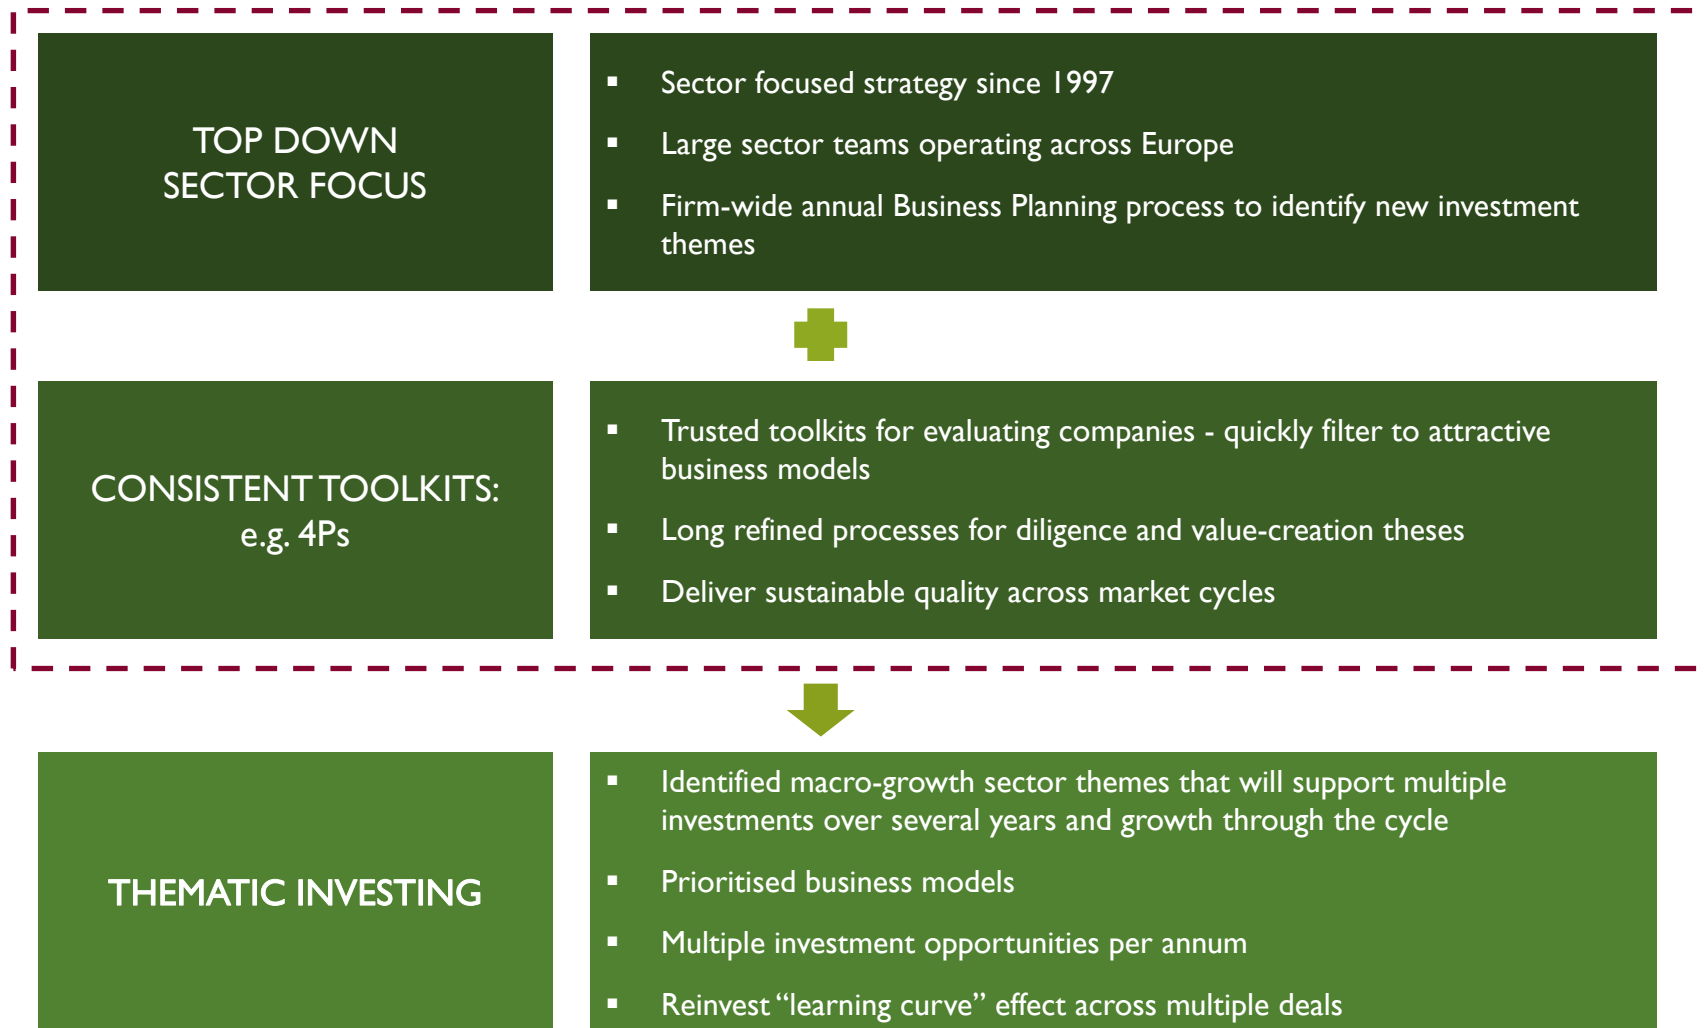 TOP DOWN
SECTOR FOCUS
▪ Sector focused strategy since 1997
▪ Large sector teams operating across Europe
▪ Firm-wide annual Business Planning process to identify new investment
themes
CONSISTENT TOOLKITS:
e.g. 4Ps
▪ Trusted toolkits for evaluating companies - quickly filter to attractive
business models
▪ Long refined processes for diligence and value-creation theses
▪ Deliver sustainable quality across market cycles
THEMATIC INVESTING
▪ Identified macro-growth sector themes that will support multiple
investments over several years and growth through the cycle
▪ Prioritised business models
▪ Multiple investment opportunities per annum
▪ Reinvest “learning curve” effect across multiple deals